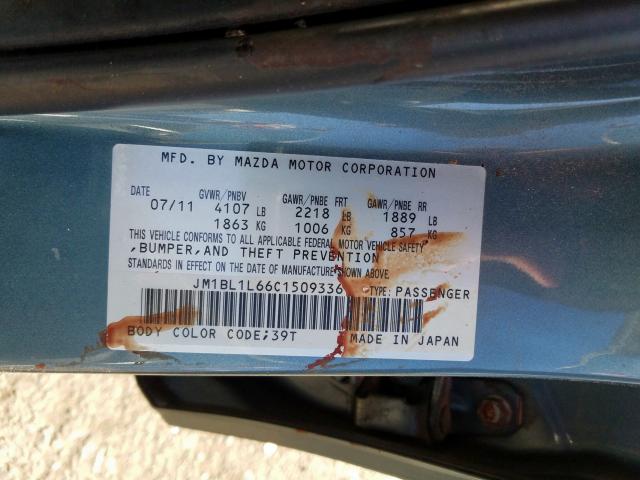 MFD. BY MAZDA MOTOR CORPORATION
DATE GVWR/PNBV GAWR/PNBE FRT GAWR/PNBE RR
07/11 4107 LB 2218 LB 1889 LB
1863 KG 1006 KG 857 KG
THIS VEHICLE CONFORMS TO ALL APPLICABLE FEDERAL MOTOR VEHICLE SAFETY
,BUMPER,AND THEFT PREVENTION
STANDARDS IN EFFECT ON THE DATE OF MANUFACTURE SHOWN ABOVE.
JM1BL1L66C1509336 TYPE: PASSENGER
BODY COLOR CODE;39T MADE IN JAPAN